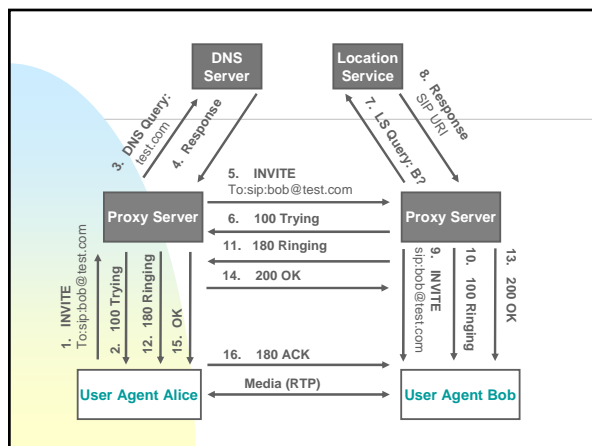 DNS
Server
Location
Service
3. DNS Query:
test.com
4. Response
7. LS Query: B?
8. Response
SIP URI
5. INVITE
To:sip:bob@test.com
Proxy Server
Proxy Server
6. 100 Trying
11. 180 Ringing
14. 200 OK
1. INVITE
To:sip:bob@test.com
2. 100 Trying
12. 180 Ringing
15. OK
9. INVITE
sip:bob@test.com
10. 100 Ringing
13. 200 OK
16. 180 ACK
Media (RTP)
User Agent Alice
User Agent Bob